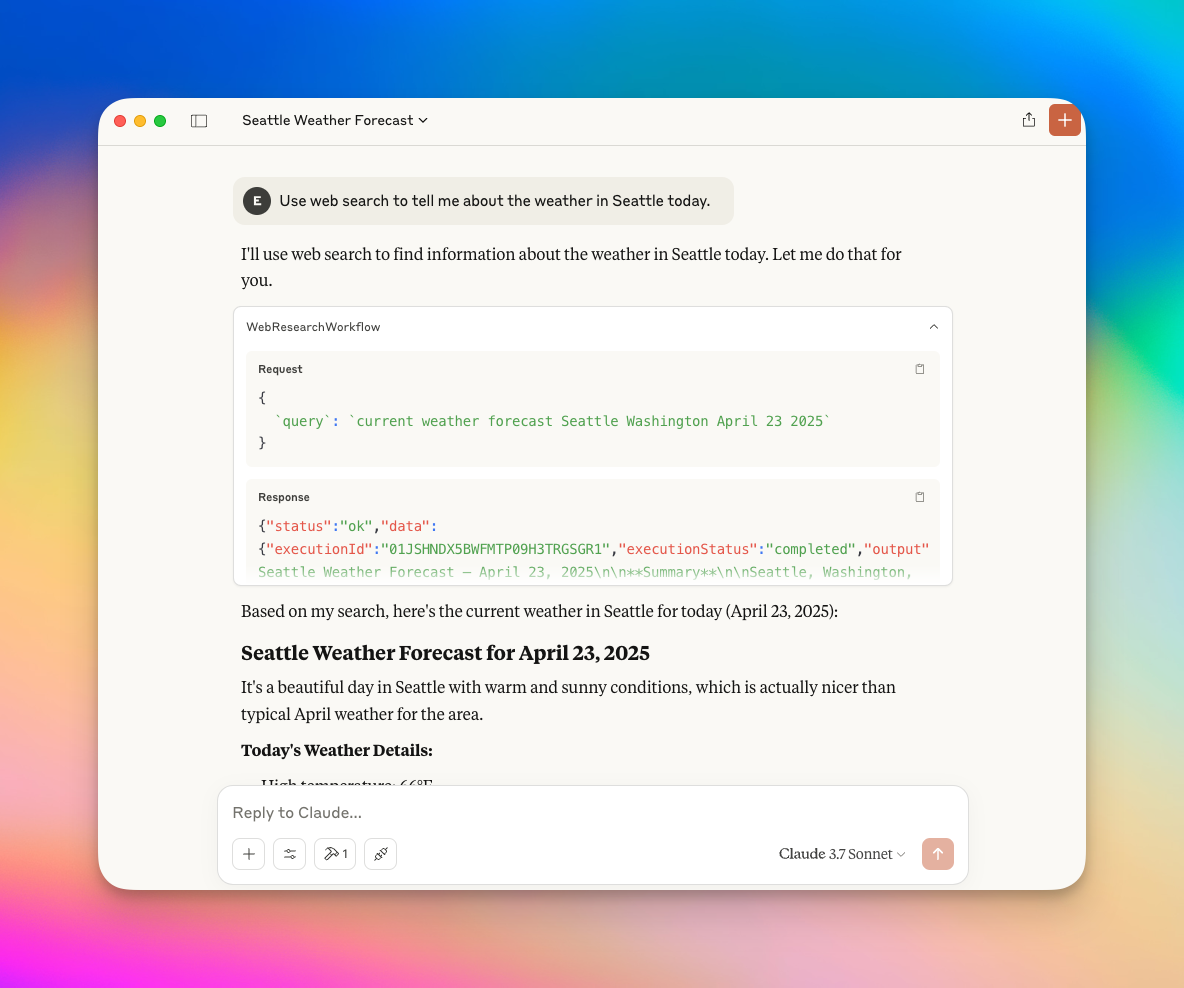 Seattle Weather Forecast
E
Use web search to tell me about the weather in Seattle today.
I'll use web search to find information about the weather in Seattle today. Let me do that for
you.
WebResearchWorkflow
Request
{
`query`: `current weather forecast Seattle Washington April 23 2025`
}
Response
{"status":"ok","data":
{"executionId":"01JSHNDX5BWFMTP09H3TRGSGR1","executionStatus":"completed","output"
Seattle Weather Forecast – April 23, 2025\n\n**Summary**\n\nSeattle, Washington,
Based on my search, here's the current weather in Seattle for today (April 23, 2025):
Seattle Weather Forecast for April 23, 2025
It's a beautiful day in Seattle with warm and sunny conditions, which is actually nicer than
typical April weather for the area.
Today's Weather Details:
High temperature: 66°F
Reply to Claude...
1
Claude 3.7 Sonnet